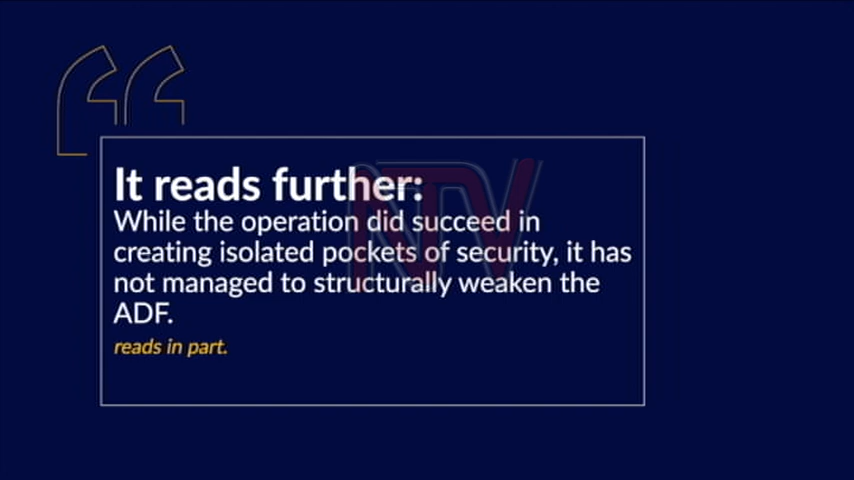 It reads further:
While the operation did succeed in
creating isolated pockets of security, it has
not managed to structurally weaken the
ADF.
reads in part.
NTV